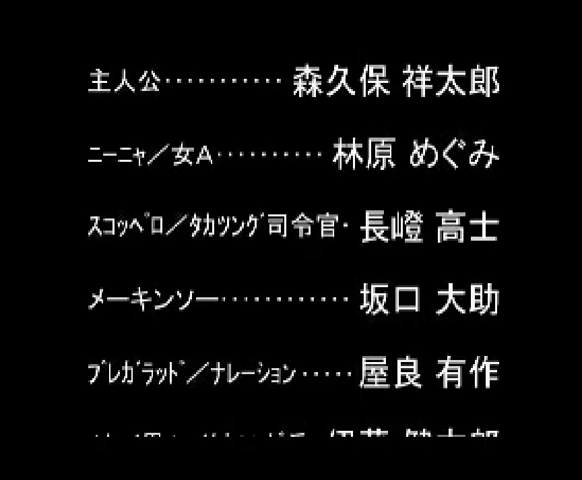 主人公・・・・・・・・・・・ 森久保 祥太郎
ﾆｰﾆｬ／女A・・・・・・・・・・ 林原 めぐみ
ｽｺｯﾍﾟﾛ／ﾀｶﾂﾝｸﾞ司令官・ 長嶝 高士
メーキンソー・・・・・・・・・・・・ 坂口 大助
ﾌﾞﾚｶﾞﾗｯﾄﾞ／ﾅﾚｰｼｮﾝ・・・・・ 屋良 有作